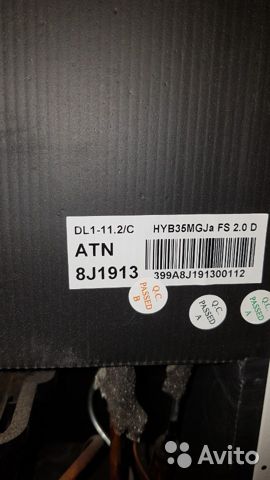 DL1-11.2/C HYB35MGJa FS 2.0 D
ATN
8J1913 399A8J191300112
Q.C.
PASSED
B
Q.C.
PASSED
A
Q.C.
PASSED
A
Avito